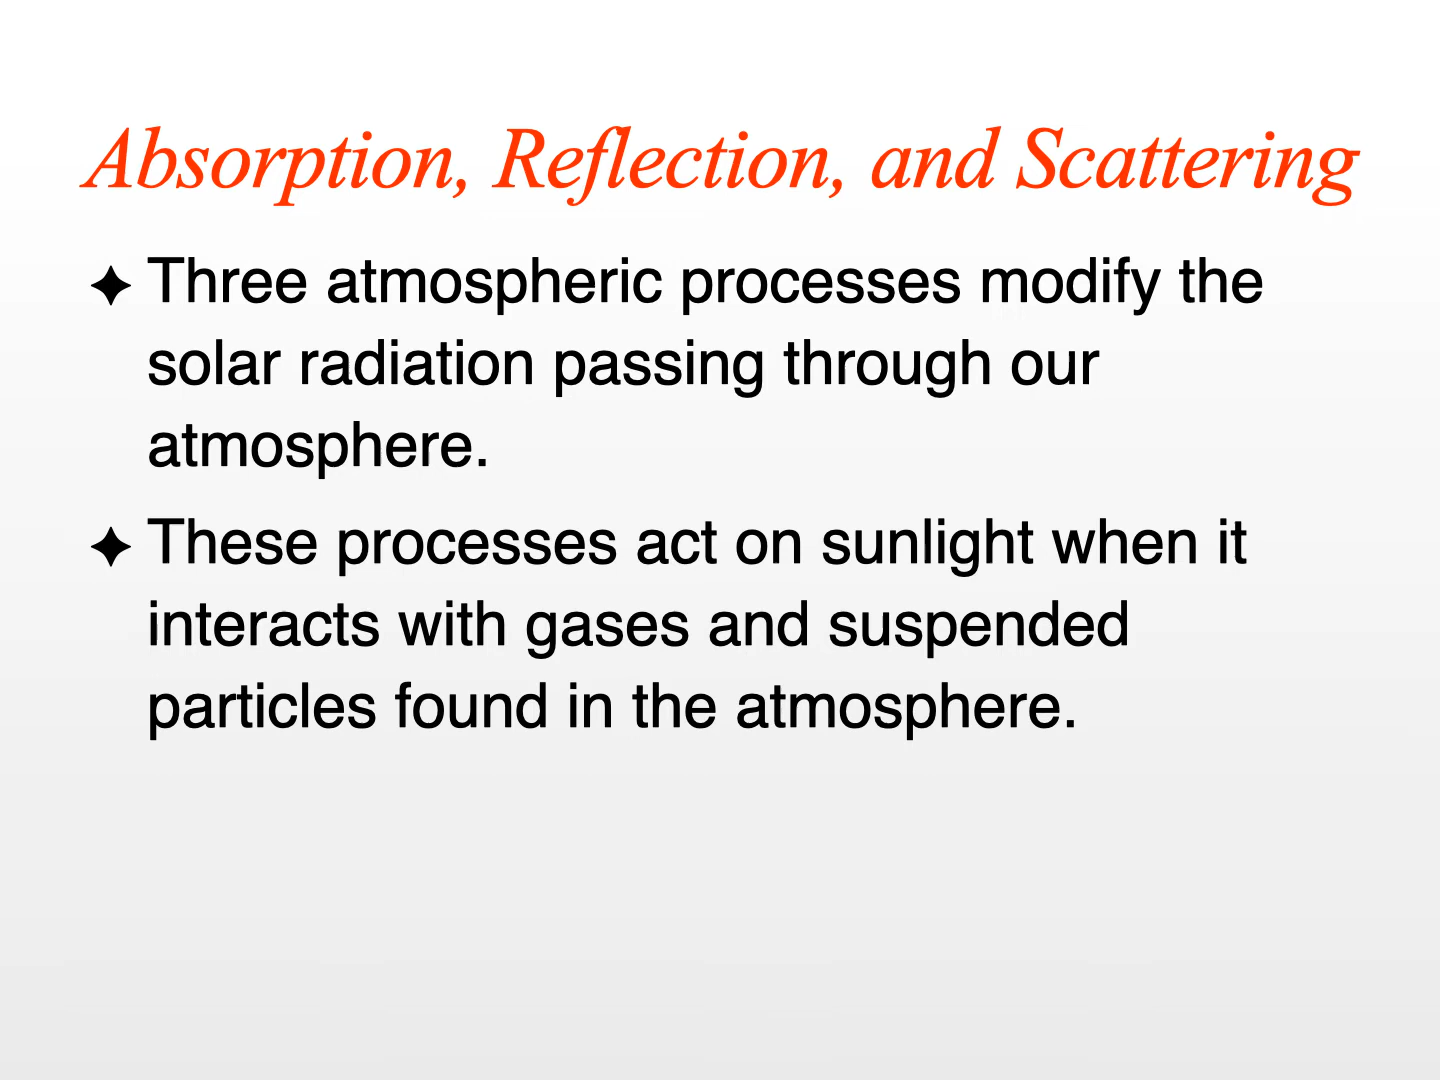 Absorption, Reflection, and Scattering
✦ Three atmospheric processes modify the
solar radiation passing through our
atmosphere.
✦ These processes act on sunlight when it
interacts with gases and suspended
particles found in the atmosphere.